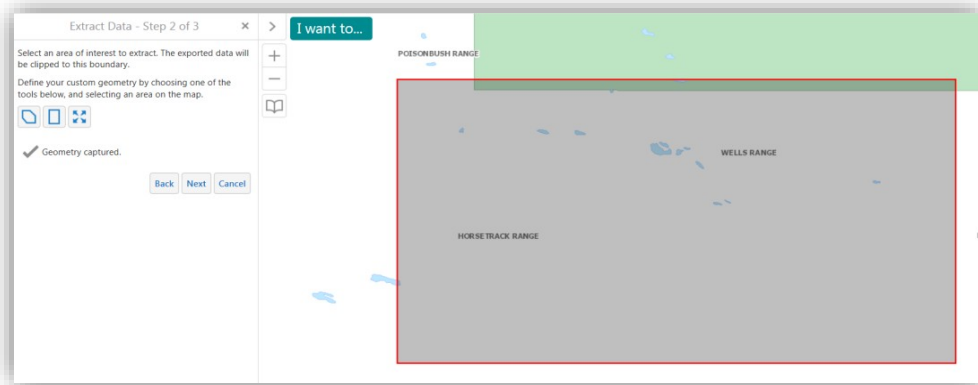 Extract Data - Step 2 of 3
Select an area of interest to extract. The exported data will
be clipped to this boundary.
Define your custom geometry by choosing one of the
tools below, and selecting an area on the map.
Geometry captured.
Back Next Cancel
I want to...
POISONBUSH RANGE
WELLS RANGE
HORSETRACK RANGE